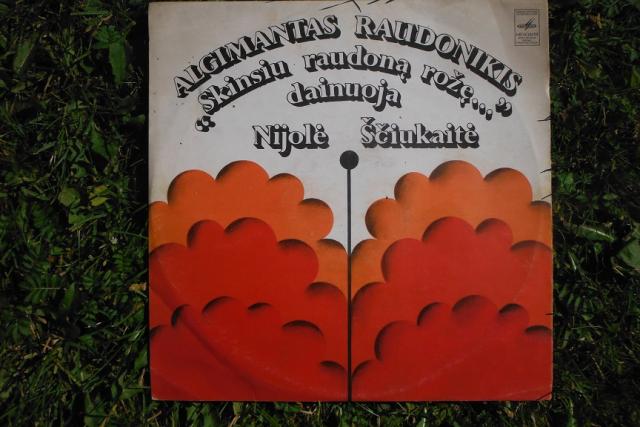 ALGIMANTAS RAUDONIKIS
„Skinsiu raudoną rožę...”
dainuoja
Nijolė Ščiukaitė